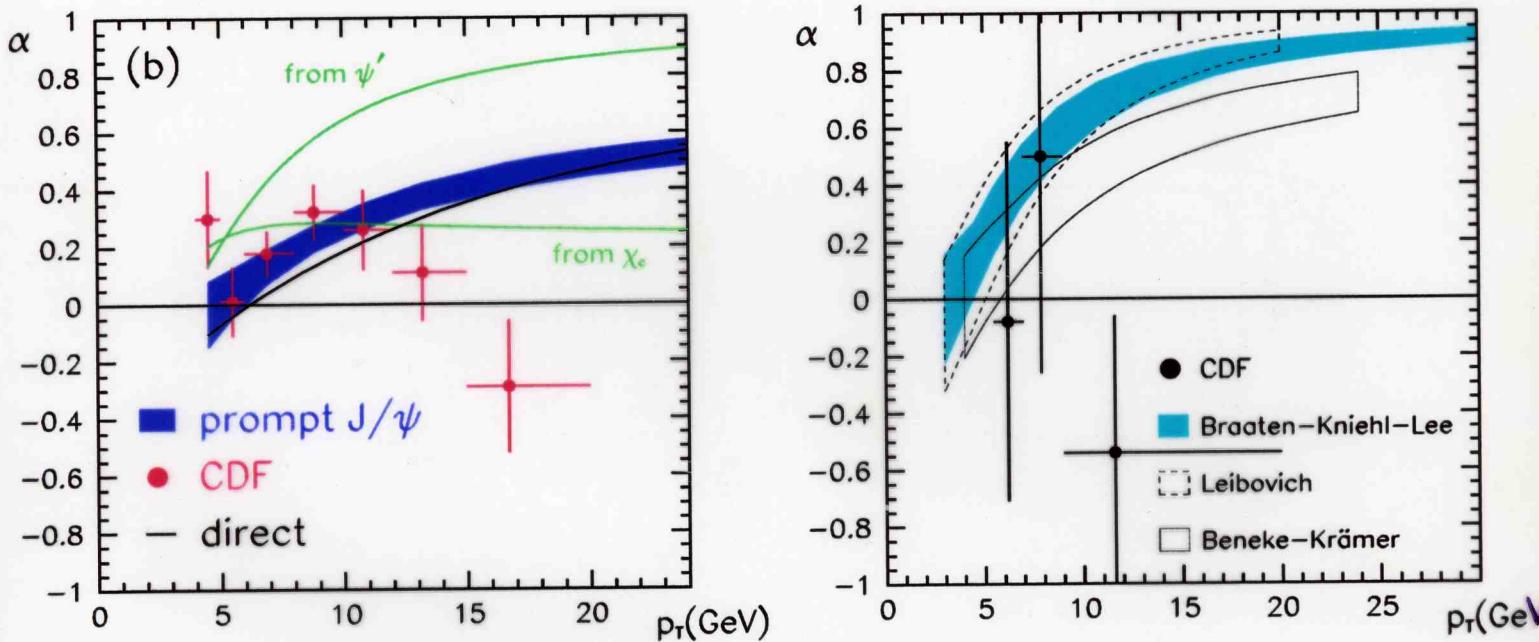 α
(b)
1
0.8
0.6
0.4
0.2
0
−0.2
−0.4
−0.6
−0.8
−1
from ψ′
from χc
prompt J/ψ
CDF
direct
0 5 10 15 20 pT(GeV)
α
1
0.8
0.6
0.4
0.2
0
−0.2
−0.4
−0.6
−0.8
−1
CDF
Braaten−Kniehl−Lee
Leibovich
Beneke−Krämer
0 5 10 15 20 25 pT(GeV